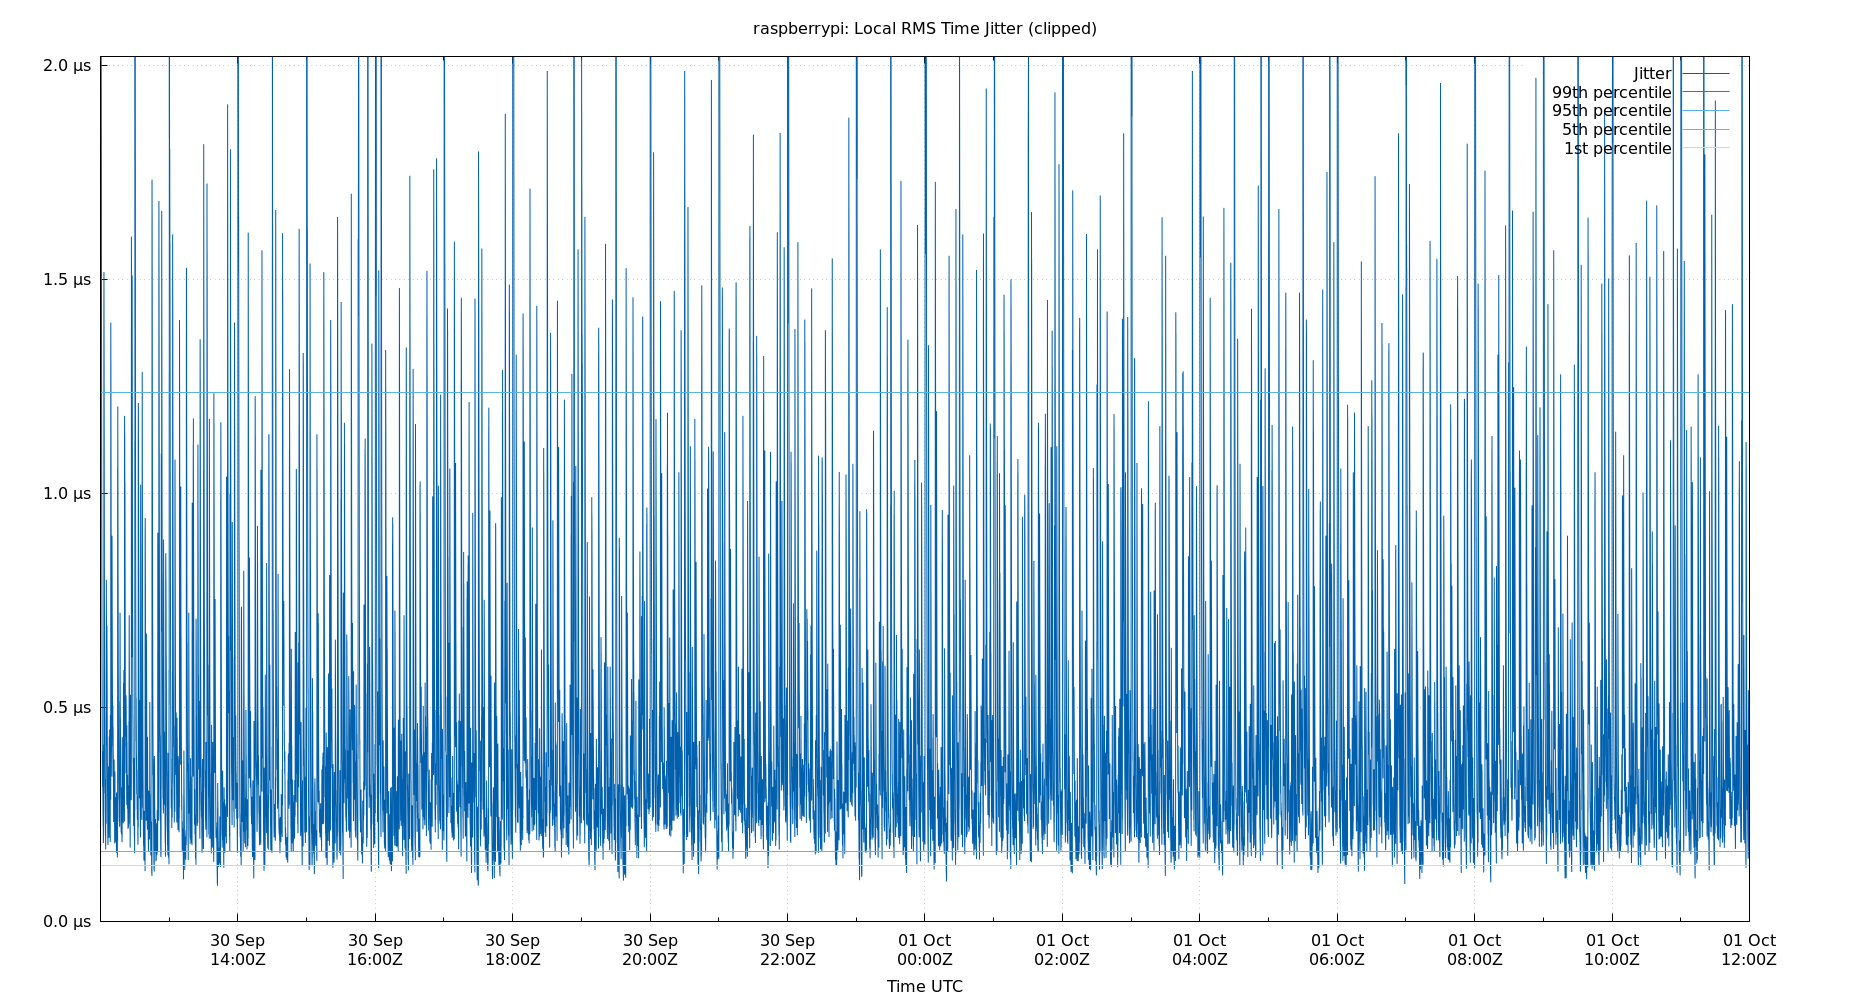 raspberrypi: Local RMS Time Jitter (clipped)
2.0 µs
1.5 µs
1.0 µs
0.5 µs
0.0 µs
Jitter
99th percentile
95th percentile
5th percentile
1st percentile
30 Sep 30 Sep 30 Sep 30 Sep 30 Sep 01 Oct 01 Oct 01 Oct 01 Oct 01 Oct 01 Oct 01 Oct
14:00Z 16:00Z 18:00Z 20:00Z 22:00Z 00:00Z 02:00Z 04:00Z 06:00Z 08:00Z 10:00Z 12:00Z
Time UTC